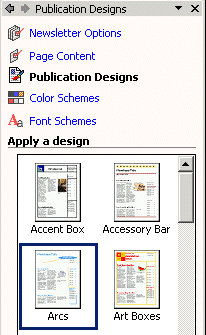 Publication Designs
Newsletter Options
Page Content
Publication Designs
Color Schemes
Font Schemes
Apply a design
Accent Box
Accessory Bar
Arcs
Art Boxes